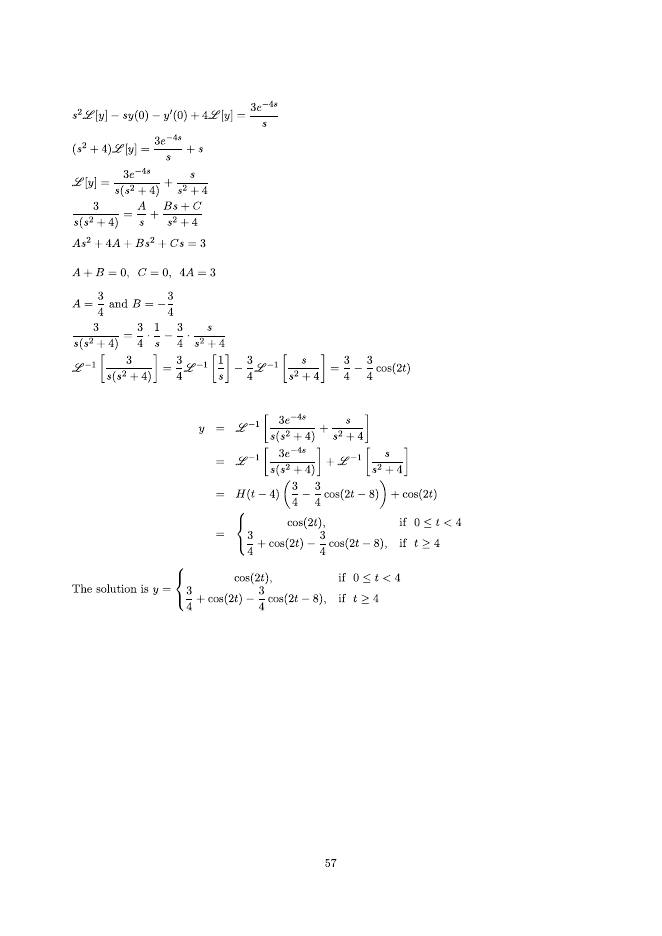 s²ℒ[y] − sy(0) − y′(0) + 4ℒ[y] = 3e^{−4s}/s
(s² + 4)ℒ[y] = 3e^{−4s}/s + s
ℒ[y] = 3e^{−4s}/(s(s² + 4)) + s/(s² + 4)
3/(s(s² + 4)) = A/s + (Bs + C)/(s² + 4)
As² + 4A + Bs² + Cs = 3
A + B = 0, C = 0, 4A = 3
A = 3/4 and B = −3/4
3/(s(s² + 4)) = 3/4 · 1/s − 3/4 · s/(s² + 4)
ℒ^{−1}[3/(s(s² + 4))] = 3/4 ℒ^{−1}[1/s] − 3/4 ℒ^{−1}[s/(s² + 4)] = 3/4 − 3/4 cos(2t)
y = ℒ^{−1}[3e^{−4s}/(s(s² + 4)) + s/(s² + 4)]
= ℒ^{−1}[3e^{−4s}/(s(s² + 4))] + ℒ^{−1}[s/(s² + 4)]
= H(t − 4)(3/4 − 3/4 cos(2t − 8)) + cos(2t)
= { cos(2t), if 0 ≤ t < 4
3/4 + cos(2t) − 3/4 cos(2t − 8), if t ≥ 4
The solution is y = { cos(2t), if 0 ≤ t < 4
3/4 + cos(2t) − 3/4 cos(2t − 8), if t ≥ 4
57